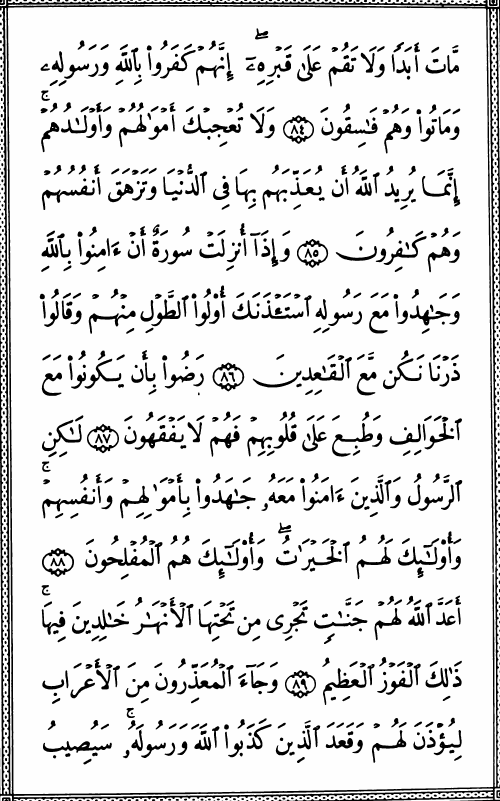 مَّاتَ أَبَدًا وَلَا تَقُمْ عَلَىٰ قَبْرِهِۦٓ ۖ إِنَّهُمْ كَفَرُوا۟ بِٱللَّهِ وَرَسُولِهِۦ
وَمَاتُوا۟ وَهُمْ فَـٰسِقُونَ ٨٤ وَلَا تُعْجِبْكَ أَمْوَٰلُهُمْ وَأَوْلَـٰدُهُمْ ۚ
إِنَّمَا يُرِيدُ ٱللَّهُ أَن يُعَذِّبَهُم بِهَا فِى ٱلدُّنْيَا وَتَزْهَقَ أَنفُسُهُمْ
وَهُمْ كَـٰفِرُونَ ٨٥ وَإِذَآ أُنزِلَتْ سُورَةٌ أَنْ ءَامِنُوا۟ بِٱللَّهِ
وَجَـٰهِدُوا۟ مَعَ رَسُولِهِ ٱسْتَـْٔذَنَكَ أُو۟لُوا۟ ٱلطَّوْلِ مِنْهُمْ وَقَالُوا۟
ذَرْنَا نَكُن مَّعَ ٱلْقَـٰعِدِينَ ٨٦ رَضُوا۟ بِأَن يَكُونُوا۟ مَعَ
ٱلْخَوَالِفِ وَطُبِعَ عَلَىٰ قُلُوبِهِمْ فَهُمْ لَا يَفْقَهُونَ ٨٧ لَـٰكِنِ
ٱلرَّسُولُ وَٱلَّذِينَ ءَامَنُوا۟ مَعَهُۥ جَـٰهَدُوا۟ بِأَمْوَٰلِهِمْ وَأَنفُسِهِمْ ۚ
وَأُو۟لَـٰٓئِكَ لَهُمُ ٱلْخَيْرَٰتُ ۖ وَأُو۟لَـٰٓئِكَ هُمُ ٱلْمُفْلِحُونَ ٨٨
أَعَدَّ ٱللَّهُ لَهُمْ جَنَّـٰتٍ تَجْرِى مِن تَحْتِهَا ٱلْأَنْهَـٰرُ خَـٰلِدِينَ فِيهَا ۚ
ذَٰلِكَ ٱلْفَوْزُ ٱلْعَظِيمُ ٨٩ وَجَآءَ ٱلْمُعَذِّرُونَ مِنَ ٱلْأَعْرَابِ
لِيُؤْذَنَ لَهُمْ وَقَعَدَ ٱلَّذِينَ كَذَبُوا۟ ٱللَّهَ وَرَسُولَهُۥ ۚ سَيُصِيبُ